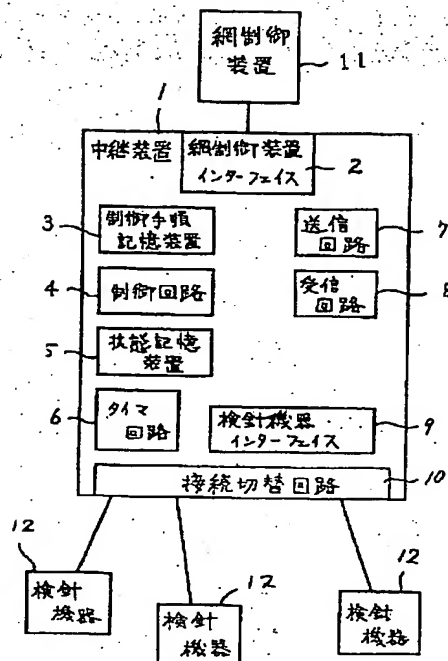 網制御
装置
11
1
中継装置
網制御装置
インターフェイス
2
3
制御手順
記憶装置
送信
回路
7
4
制御回路
受信
回路
8
5
状態記憶
装置
6
タイマ
回路
検針機器
インターフェイス
9
接続切替回路
10
12
検針
機器
12
検針
機器
12
検針
機器